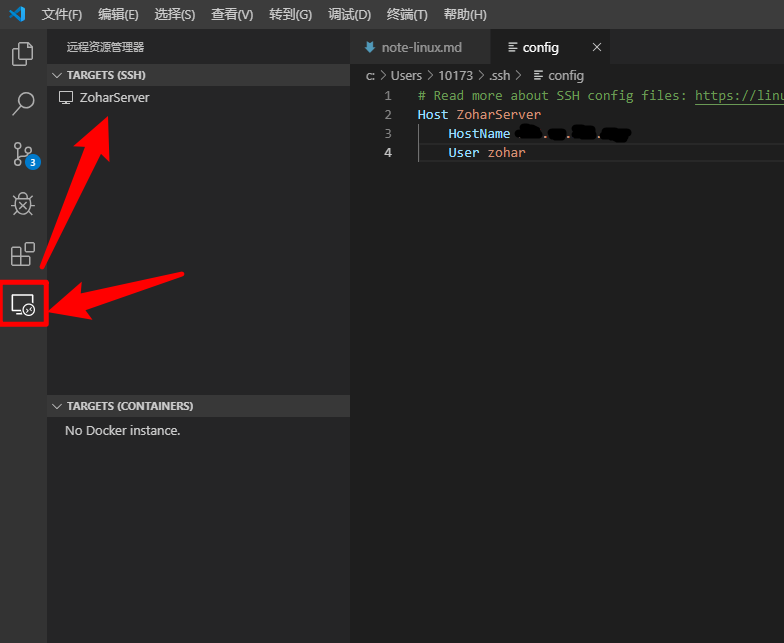 文件(F) 编辑(E) 选择(S) 查看(V) 转到(G) 调试(D) 终端(T) 帮助(H)
远程资源管理器
TARGETS (SSH)
ZoharServer
3
TARGETS (CONTAINERS)
No Docker instance.
note-linux.md config
c: > Users > 10173 > .ssh > config
1 # Read more about SSH config files: https://linu
2 Host ZoharServer
3 HostName
4 User zohar